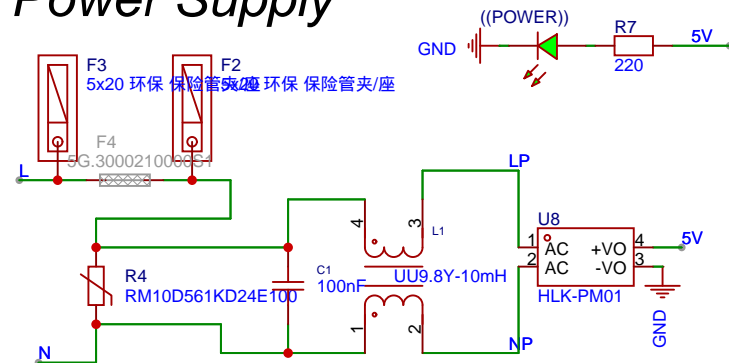 Power Supply
((POWER))
GND
R7
220
5V
F3
5x20 环保 保险管夹/座
F2
5x20 环保 保险管夹/座
F4
5G.3000210000S1
L
LP
4
3
L1
UU9.8Y-10mH
1
2
C1
100nF
R4
RM10D561KD24E100
N
NP
U8
1
AC
+VO
4
2
AC
-VO
3
HLK-PM01
5V
GND